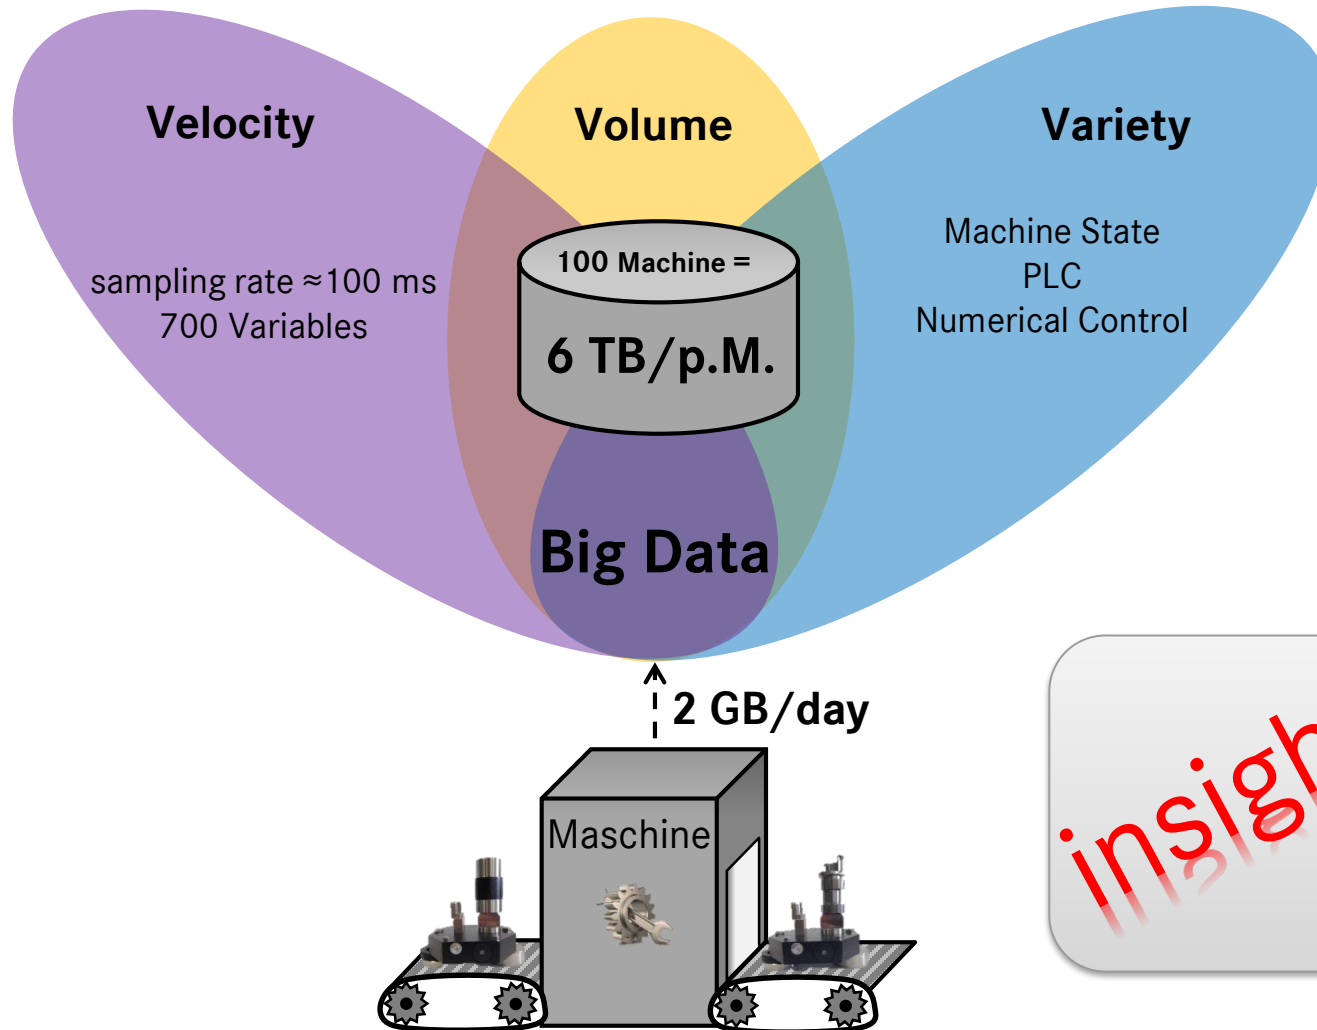 Velocity
Volume
Variety
sampling rate ≈100 ms
700 Variables
100 Machine =
6 TB/p.M.
Machine State
PLC
Numerical Control
Big Data
2 GB/day
Maschine